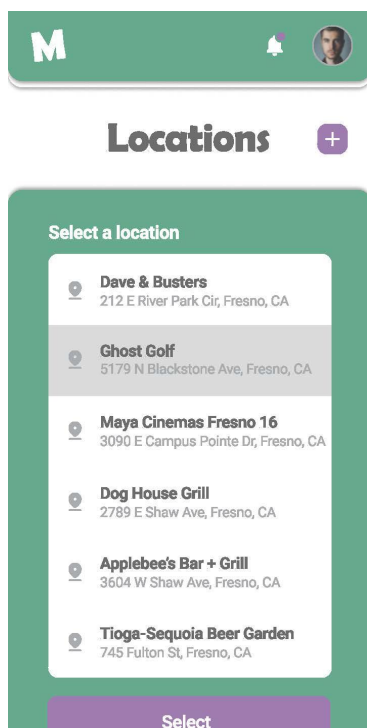 M
Locations
+
Select a location
Dave & Busters
212 E River Park Cir, Fresno, CA
Ghost Golf
5179 N Blackstone Ave, Fresno, CA
Maya Cinemas Fresno 16
3090 E Campus Pointe Dr, Fresno, CA
Dog House Grill
2789 E Shaw Ave, Fresno, CA
Applebee's Bar + Grill
3604 W Shaw Ave, Fresno, CA
Tioga-Sequoia Beer Garden
745 Fulton St, Fresno, CA
Select